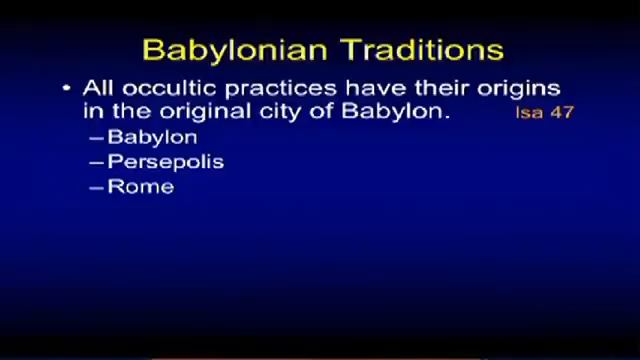 Babylonian Traditions
• All occultic practices have their origins
in the original city of Babylon. Isa 47
–Babylon
–Persepolis
–Rome